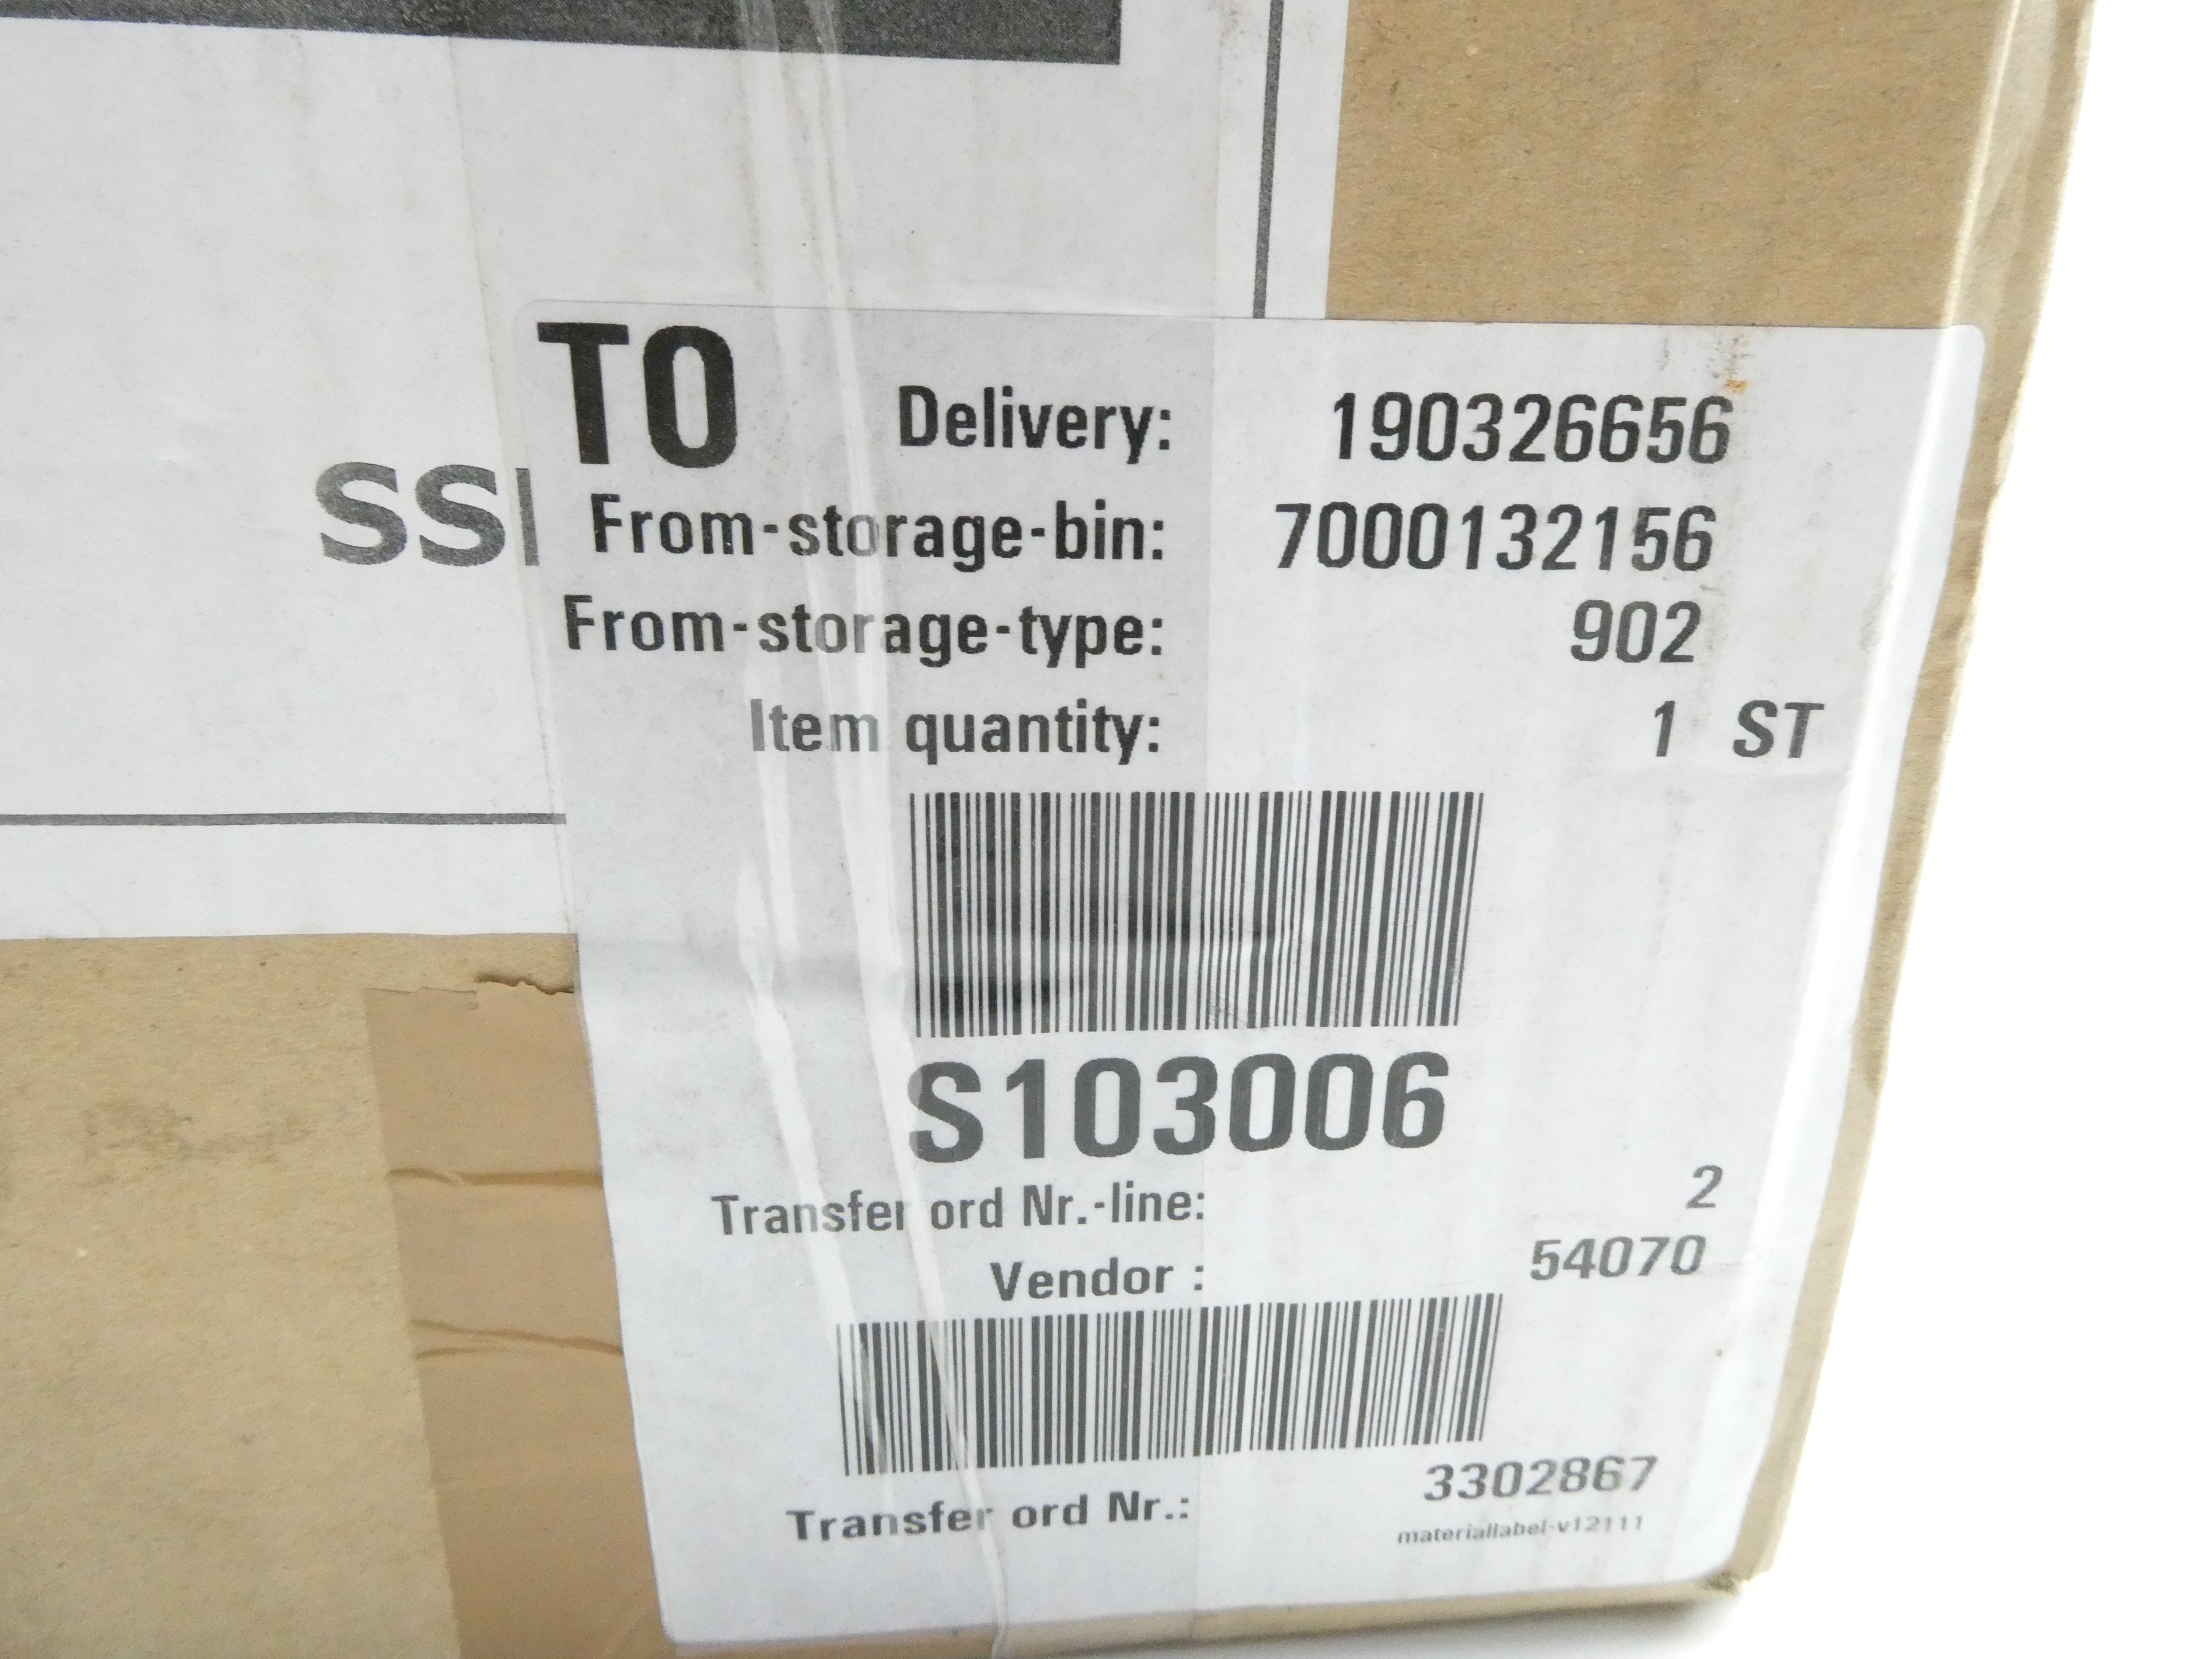 TO Delivery: 190326656
SS
From-storage-bin: 7000132156
From-storage-type: 902
Item quantity: 1 ST
S103006
Transfer ord Nr.-line: 2
Vendor : 54070
Transfer ord Nr.: 3302867
materiallabel-v12111